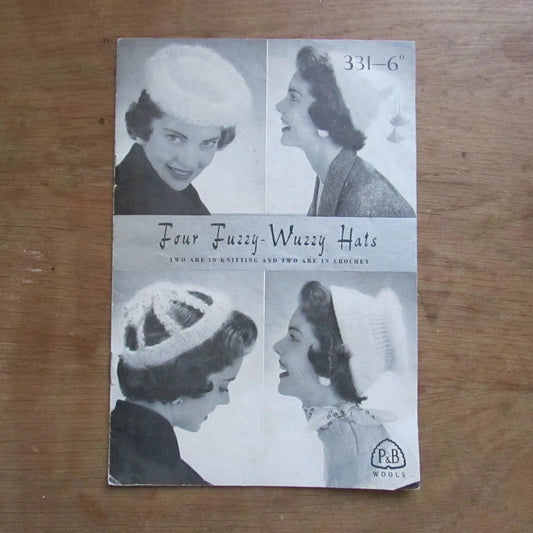 331–6ᴰ
Four Fuzzy-Wuzzy Hats
TWO ARE IN KNITTING AND TWO ARE IN CROCHET
P&B
WOOLS